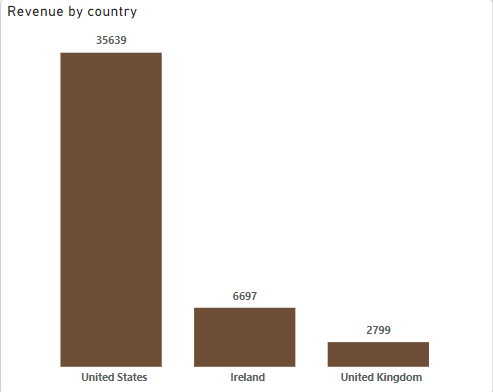 Revenue by country
35639
6697
2799
United States
Ireland
United Kingdom